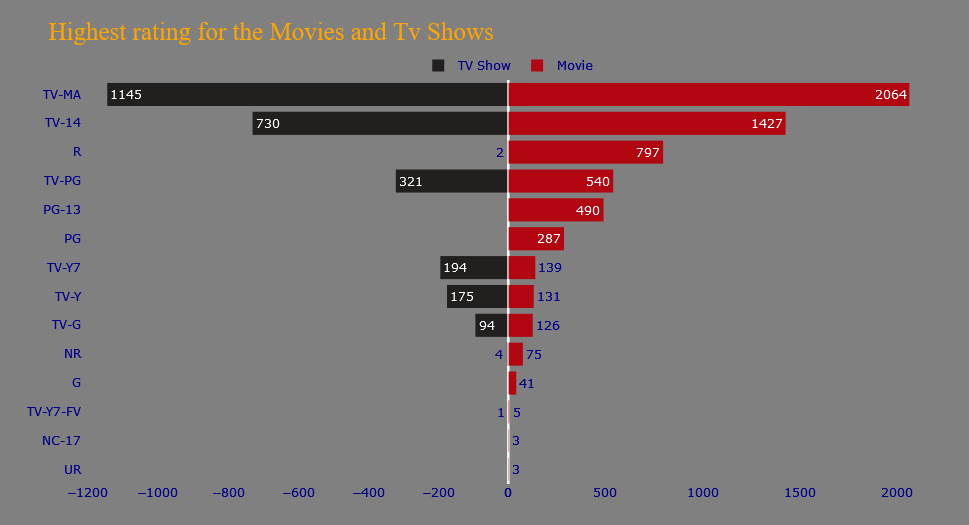 Highest rating for the Movies and Tv Shows
TV Show Movie
TV-MA 1145 2064
TV-14 730 1427
R 2 797
TV-PG 321 540
PG-13 490
PG 287
TV-Y7 194 139
TV-Y 175 131
TV-G 94 126
NR 4 75
G 41
TV-Y7-FV 1 5
NC-17 3
UR 3
−1200 −1000 −800 −600 −400 −200 0 500 1000 1500 2000